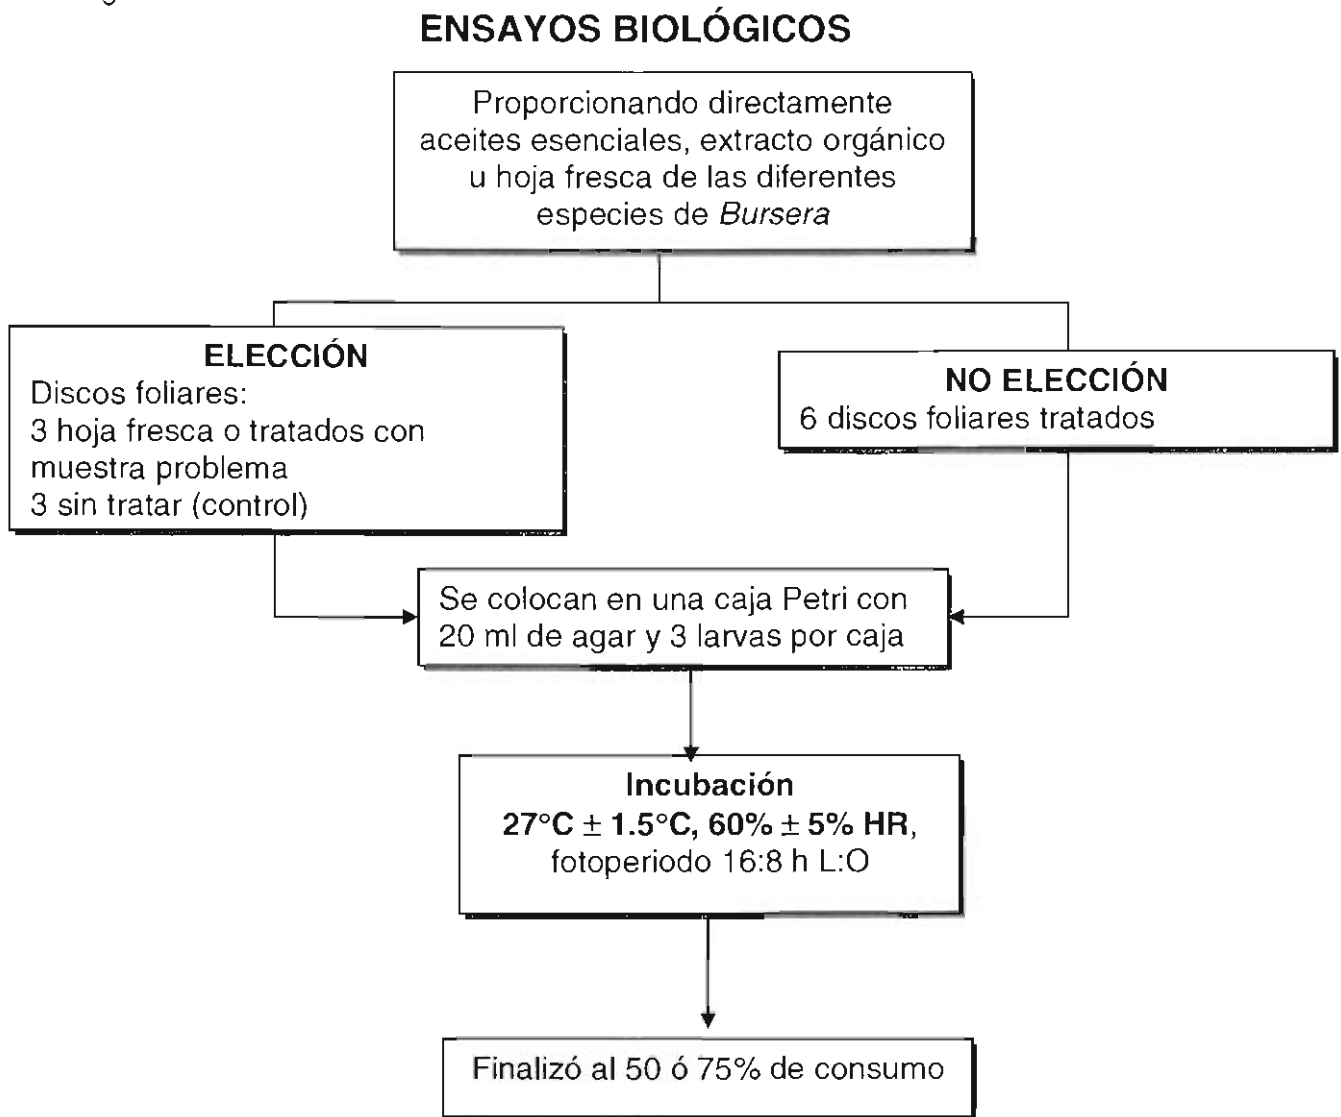 ENSAYOS BIOLÓGICOS
Proporcionando directamente
aceites esenciales, extracto orgánico
u hoja fresca de las diferentes
especies de Bursera
ELECCIÓN
Discos foliares:
3 hoja fresca o tratados con
muestra problema
3 sin tratar (control)
NO ELECCIÓN
6 discos foliares tratados
Se colocan en una caja Petri con
20 ml de agar y 3 larvas por caja
Incubación
27°C ± 1.5°C, 60% ± 5% HR,
fotoperiodo 16:8 h L:O
Finalizó al 50 ó 75% de consumo